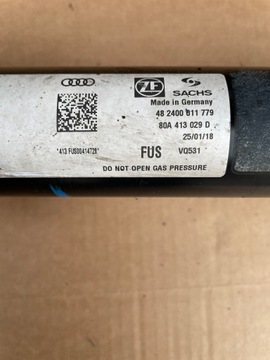 ZF SACHS
Made in Germany
48 2400 011 779
80A 413 029 D
25/01/18
*413 FUS00414729*
FUS VQ531
DO NOT OPEN GAS PRESSURE